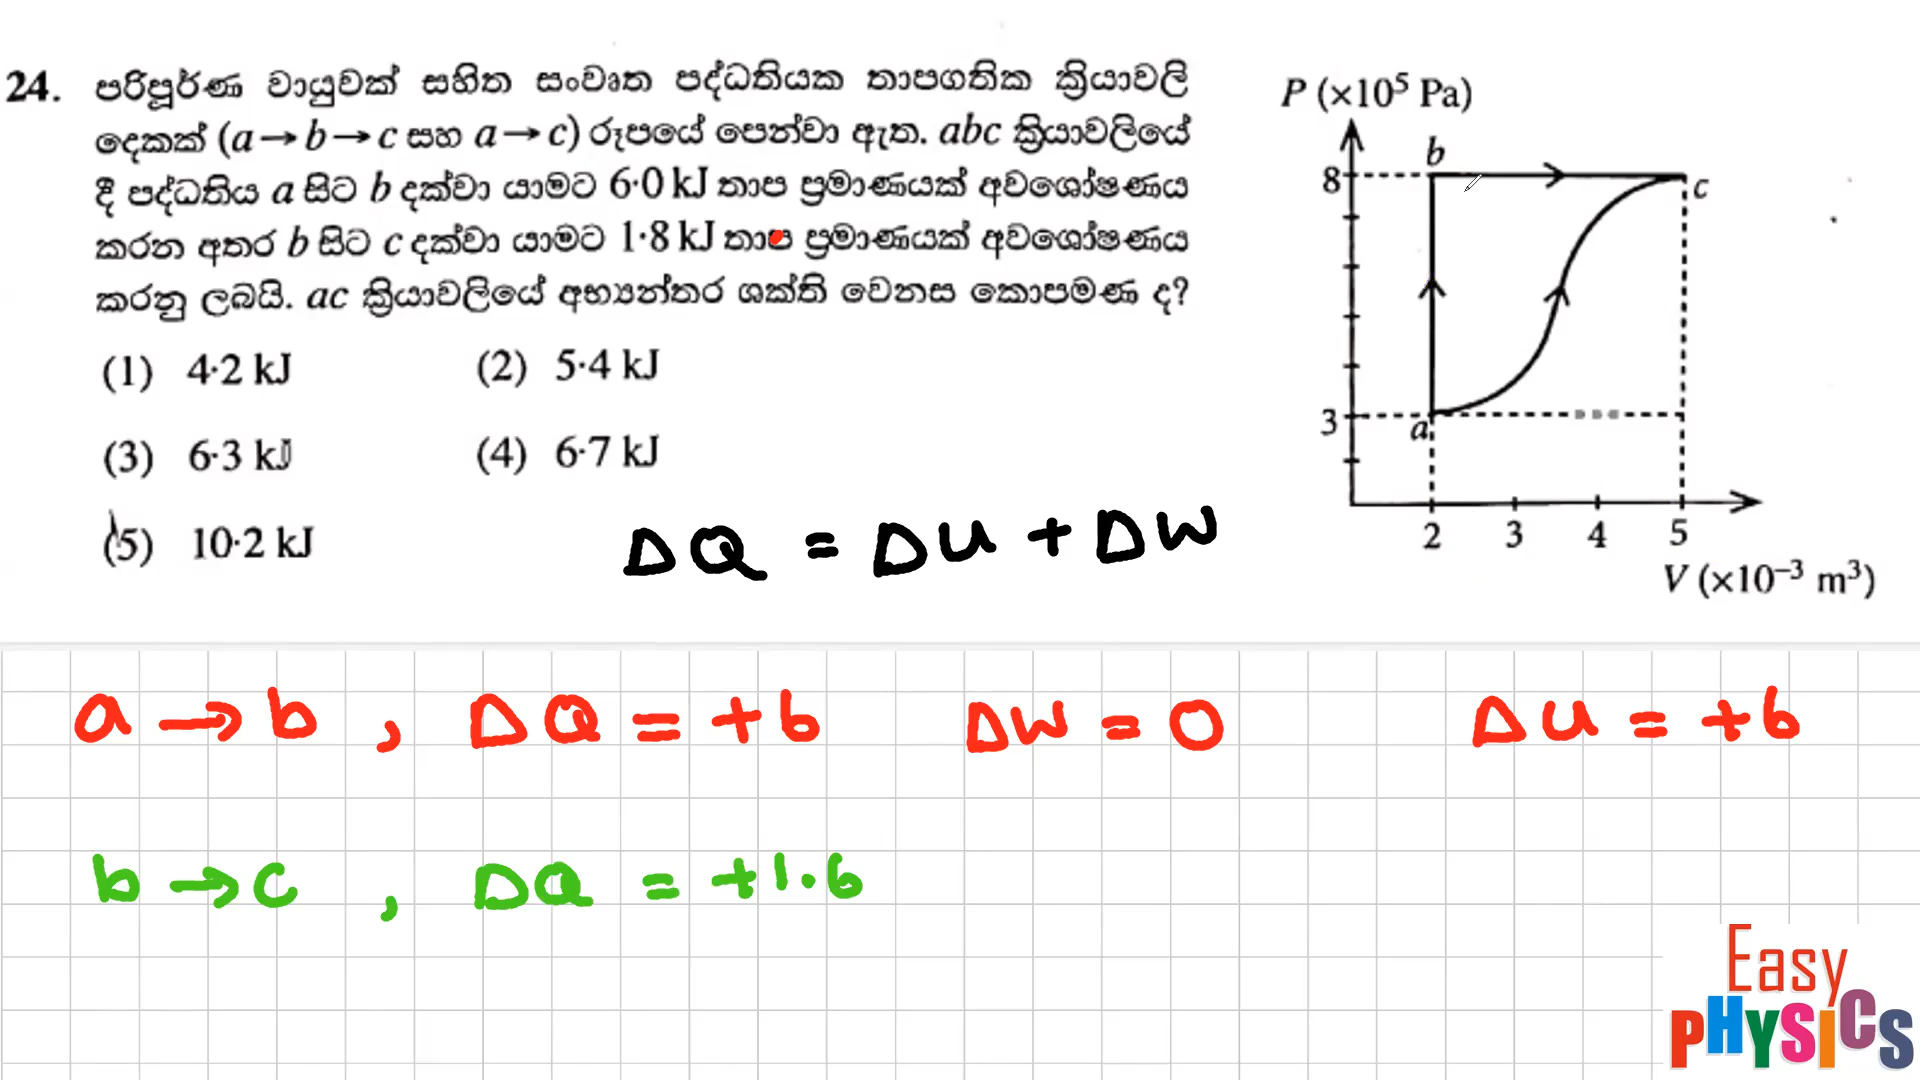 24. පරිපූර්ණ වායුවක් සහිත සංවෘත පද්ධතියක තාපගතික ක්‍රියාවලි
දෙකක් (a → b → c සහ a → c) රූපයේ පෙන්වා ඇත. abc ක්‍රියාවලියේ
දී පද්ධතිය a සිට b දක්වා යාමට 6·0 kJ තාප ප්‍රමාණයක් අවශෝෂණය
කරන අතර b සිට c දක්වා යාමට 1·8 kJ තාප ප්‍රමාණයක් අවශෝෂණය
කරනු ලබයි. ac ක්‍රියාවලියේ අභ්‍යන්තර ශක්ති වෙනස කොපමණ ද?
(1) 4·2 kJ (2) 5·4 kJ
(3) 6·3 kJ (4) 6·7 kJ
(5) 10·2 kJ
ΔQ = ΔU + ΔW
P (×10⁵ Pa)
b
8
c
3
a
2 3 4 5
V (×10⁻³ m³)
a → b , ΔQ = +6 ΔW = 0 ΔU = +6
b → c , ΔQ = +1.6
Easy
PHYSICS